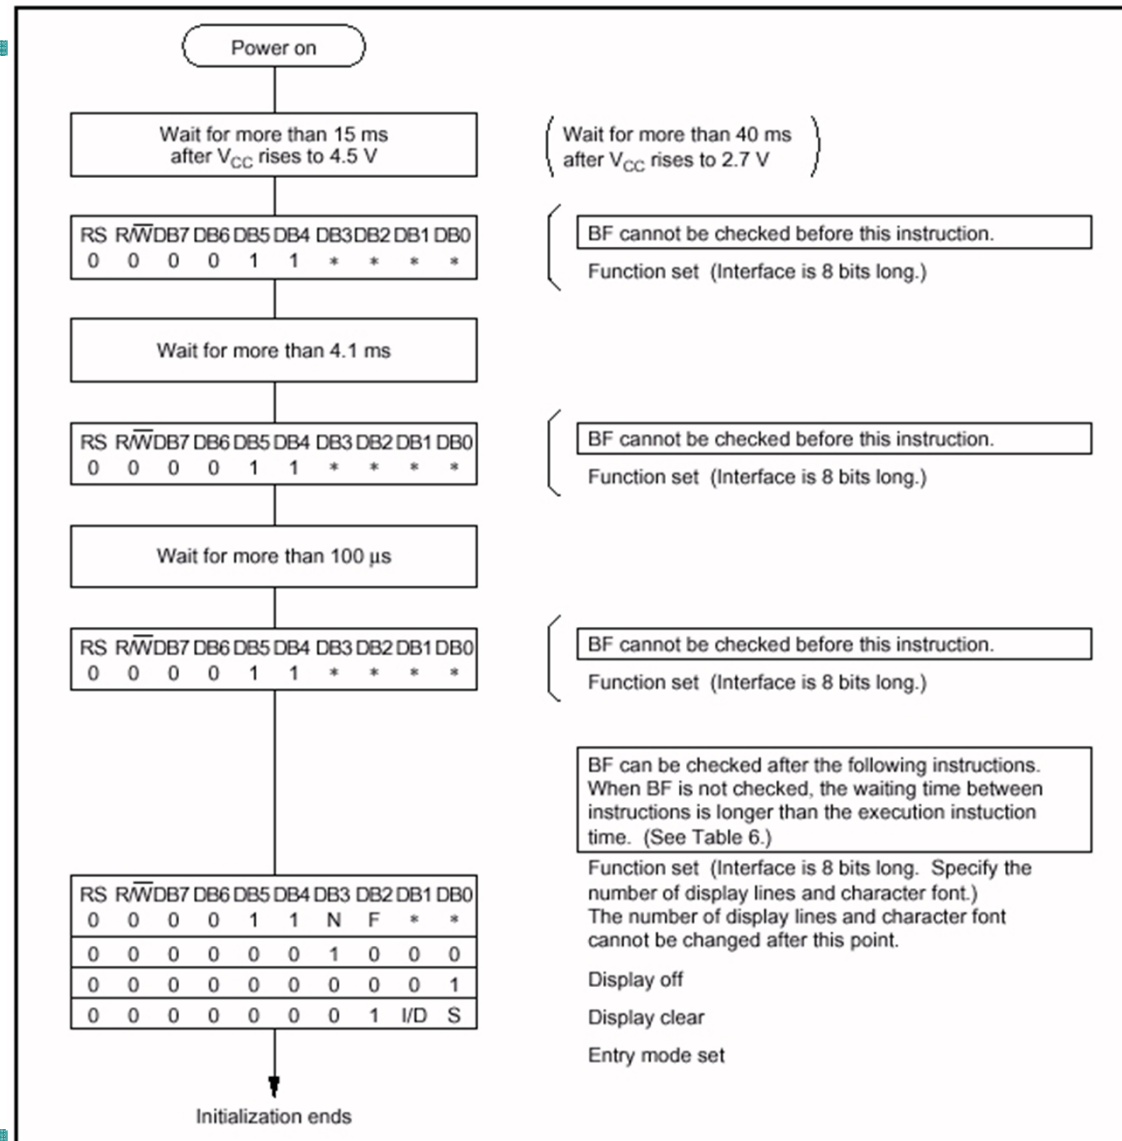 Power on
Wait for more than 15 ms
after VCC rises to 4.5 V
Wait for more than 40 ms
after VCC rises to 2.7 V
RS R/W DB7 DB6 DB5 DB4 DB3 DB2 DB1 DB0
0 0 0 0 1 1 * * * *
BF cannot be checked before this instruction.
Function set (Interface is 8 bits long.)
Wait for more than 4.1 ms
RS R/W DB7 DB6 DB5 DB4 DB3 DB2 DB1 DB0
0 0 0 0 1 1 * * * *
BF cannot be checked before this instruction.
Function set (Interface is 8 bits long.)
Wait for more than 100 µs
RS R/W DB7 DB6 DB5 DB4 DB3 DB2 DB1 DB0
0 0 0 0 1 1 * * * *
BF cannot be checked before this instruction.
Function set (Interface is 8 bits long.)
BF can be checked after the following instructions.
When BF is not checked, the waiting time between
instructions is longer than the execution instuction
time. (See Table 6.)
RS R/W DB7 DB6 DB5 DB4 DB3 DB2 DB1 DB0
0 0 0 0 1 1 N F * *
0 0 0 0 0 0 1 0 0 0
0 0 0 0 0 0 0 0 0 1
0 0 0 0 0 0 0 1 I/D S
Function set (Interface is 8 bits long. Specify the
number of display lines and character font.)
The number of display lines and character font
cannot be changed after this point.
Display off
Display clear
Entry mode set
Initialization ends